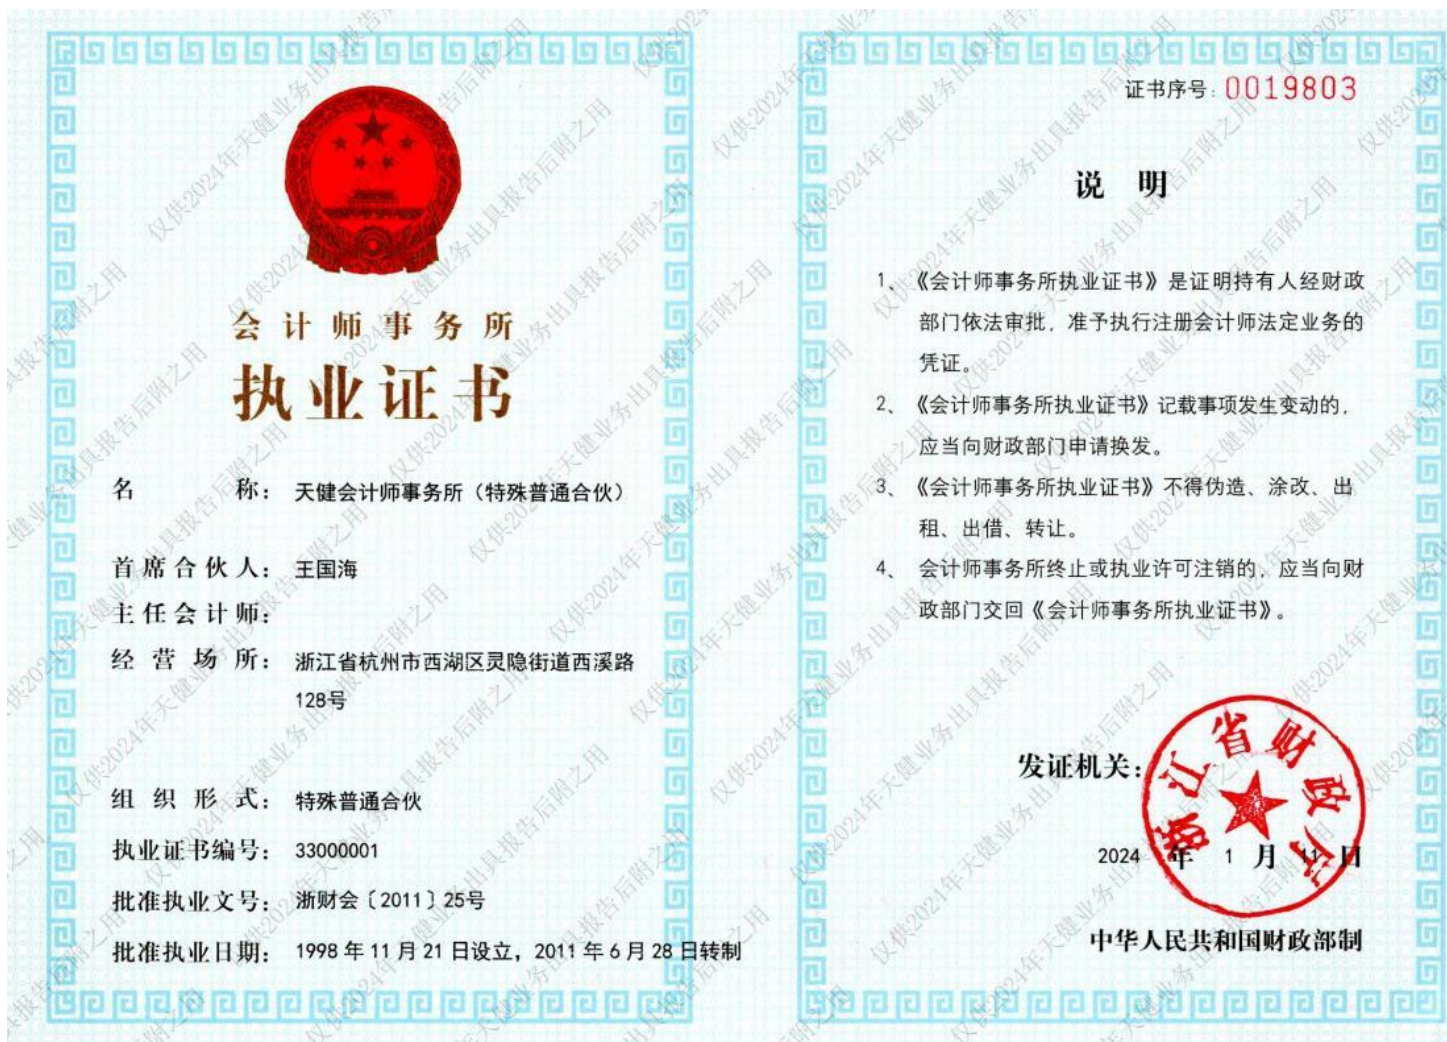 会计师事务所
执业证书
名 称： 天健会计师事务所（特殊普通合伙）
首席合伙人： 王国海
主任会计师：
经营场所： 浙江省杭州市西湖区灵隐街道西溪路
128号
组织形式： 特殊普通合伙
执业证书编号： 33000001
批准执业文号： 浙财会〔2011〕25号
批准执业日期： 1998年11月21日设立，2011年6月28日转制
证书序号：0019803
说 明
1、《会计师事务所执业证书》是证明持有人经财政
部门依法审批，准予执行注册会计师法定业务的
凭证。
2、《会计师事务所执业证书》记载事项发生变动的，
应当向财政部门申请换发。
3、《会计师事务所执业证书》不得伪造、涂改、出
租、出借、转让。
4、会计师事务所终止或执业许可注销的，应当向财
政部门交回《会计师事务所执业证书》。
发证机关：
浙江省财政厅
2024 年 1 月 11 日
中华人民共和国财政部制
仅供2024年天健业务出具报告后附之用